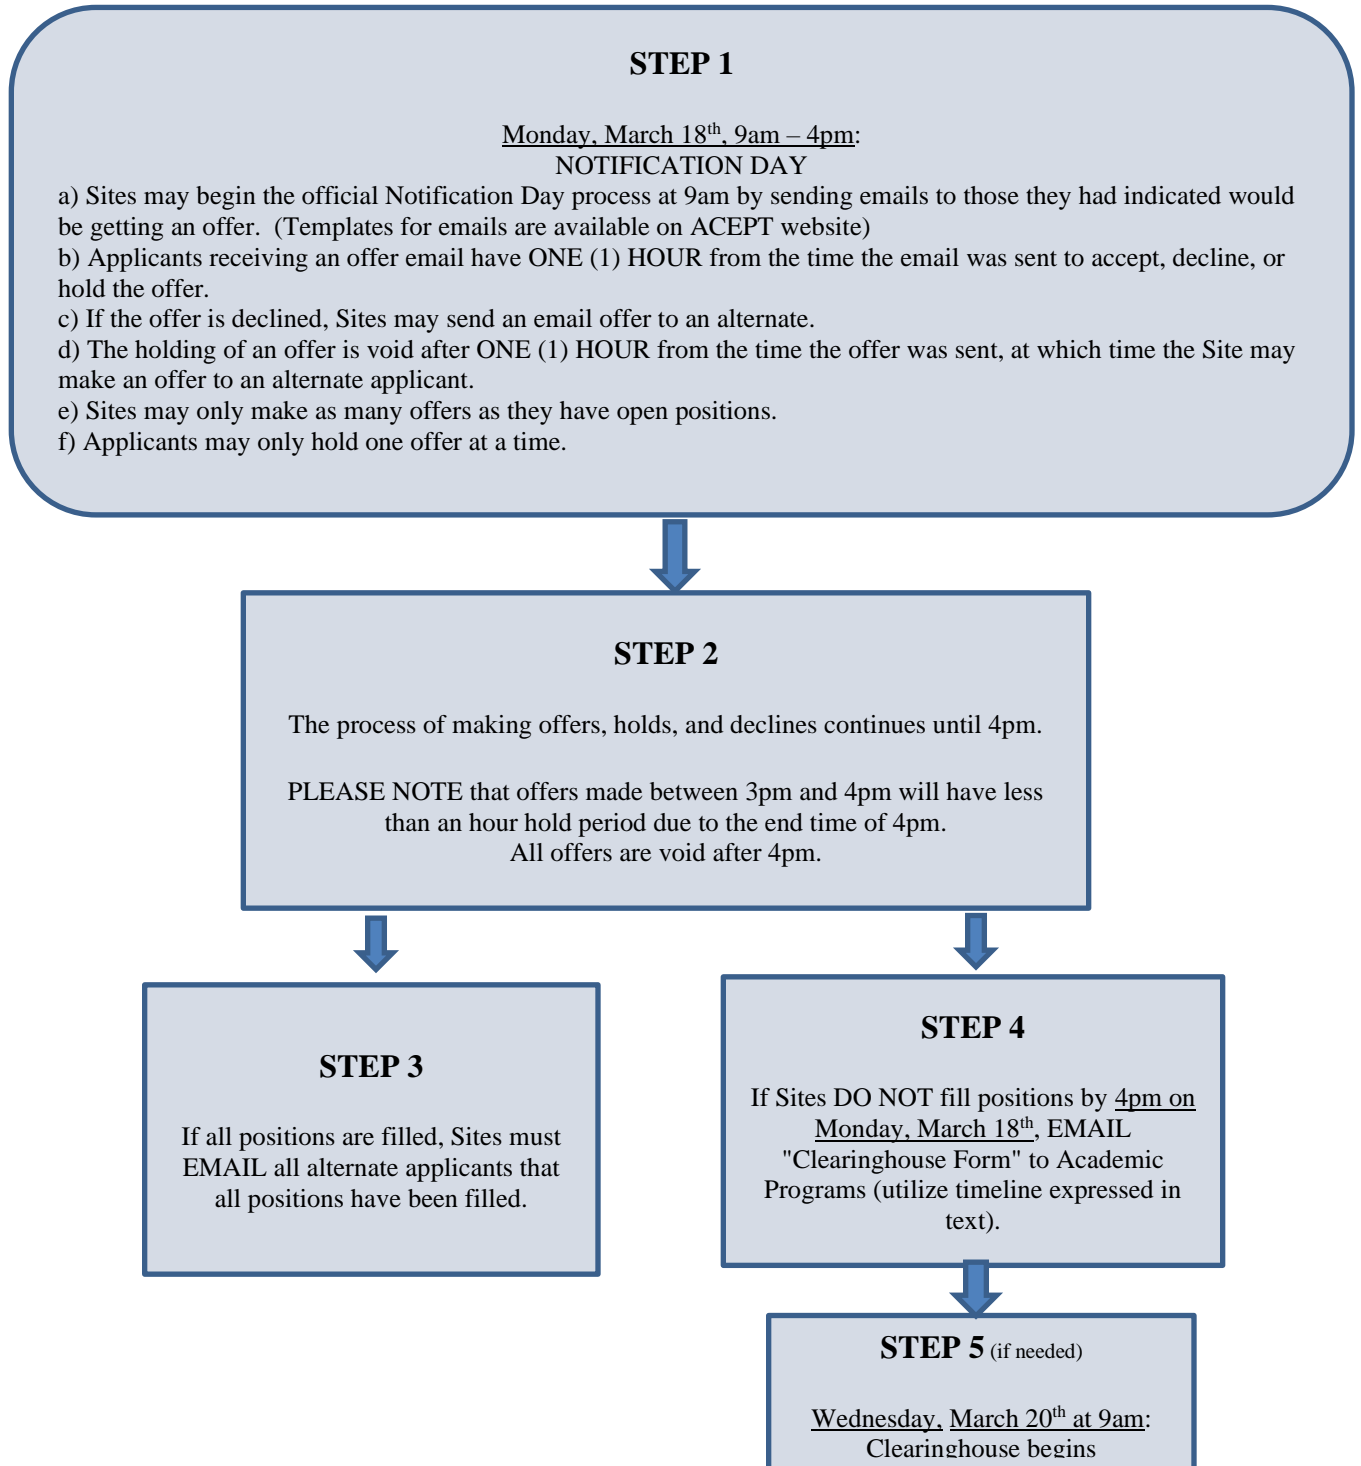 STEP 1
Monday, March 18th, 9am – 4pm:
NOTIFICATION DAY
a) Sites may begin the official Notification Day process at 9am by sending emails to those they had indicated would
be getting an offer.  (Templates for emails are available on ACEPT website)
b) Applicants receiving an offer email have ONE (1) HOUR from the time the email was sent to accept, decline, or
hold the offer.
c) If the offer is declined, Sites may send an email offer to an alternate.
d) The holding of an offer is void after ONE (1) HOUR from the time the offer was sent, at which time the Site may
make an offer to an alternate applicant.
e) Sites may only make as many offers as they have open positions.
f) Applicants may only hold one offer at a time.
STEP 2
The process of making offers, holds, and declines continues until 4pm.
PLEASE NOTE that offers made between 3pm and 4pm will have less
than an hour hold period due to the end time of 4pm.
All offers are void after 4pm.
STEP 3
If all positions are filled, Sites must
EMAIL all alternate applicants that
all positions have been filled.
STEP 4
If Sites DO NOT fill positions by 4pm on
Monday, March 18th, EMAIL
"Clearinghouse Form" to Academic
Programs (utilize timeline expressed in
text).
STEP 5 (if needed)
Wednesday, March 20th at 9am:
Clearinghouse begins